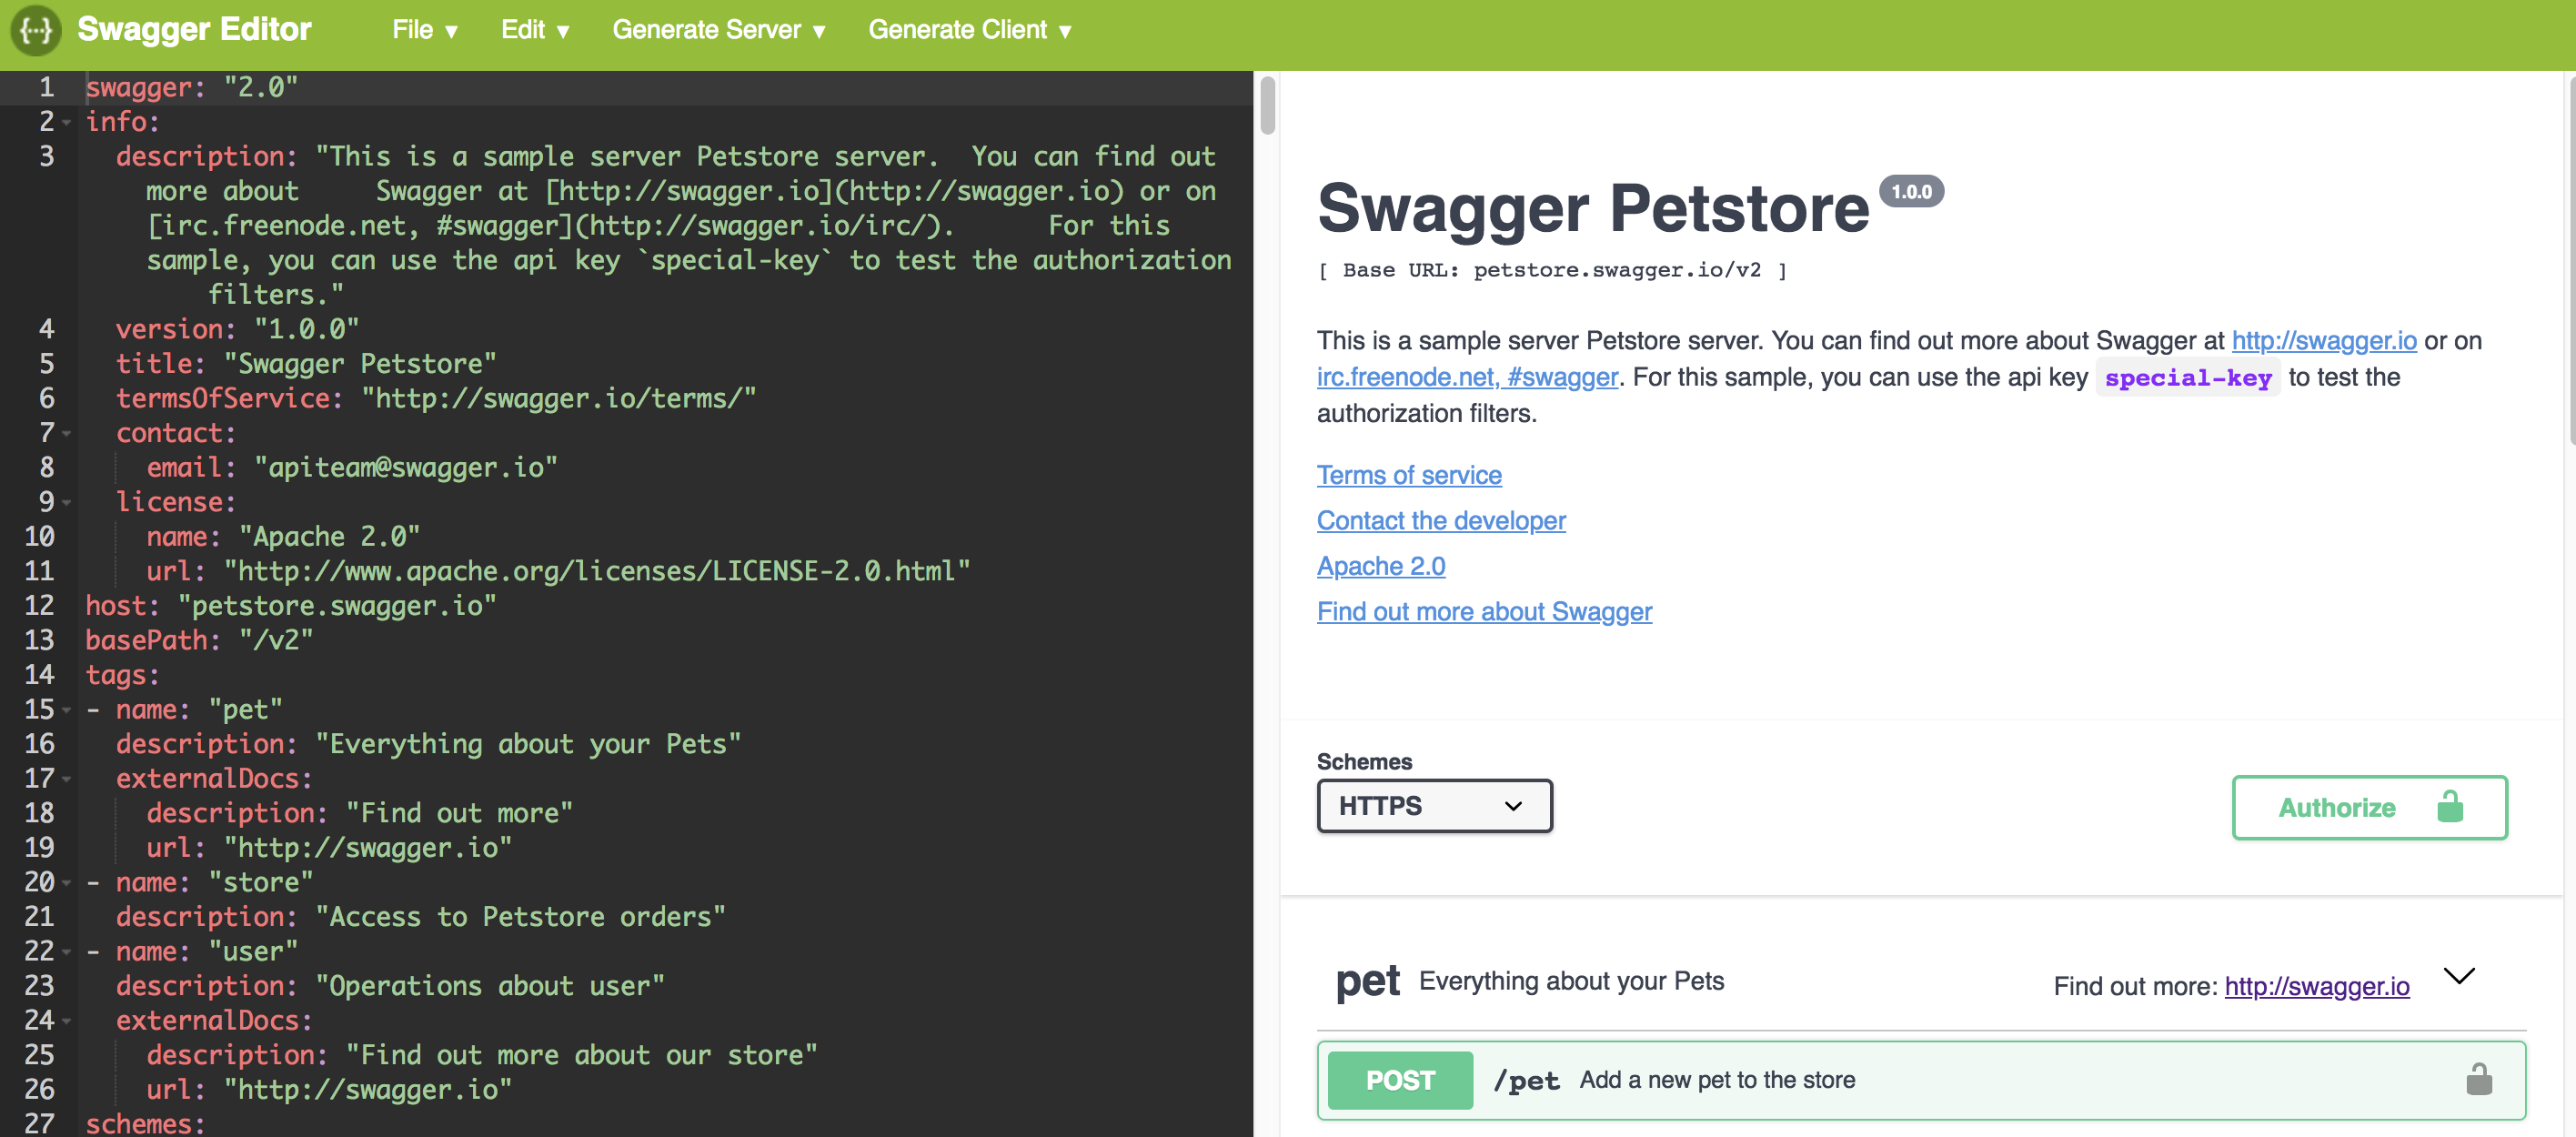 Swagger Editor File ▾ Edit ▾ Generate Server ▾ Generate Client ▾
1 swagger: "2.0"
2 info:
3 description: "This is a sample server Petstore server.  You can find out
more about     Swagger at [http://swagger.io](http://swagger.io) or on
[irc.freenode.net, #swagger](http://swagger.io/irc/).      For this
sample, you can use the api key `special-key` to test the authorization
filters."
4 version: "1.0.0"
5 title: "Swagger Petstore"
6 termsOfService: "http://swagger.io/terms/"
7 contact:
8 email: "apiteam@swagger.io"
9 license:
10 name: "Apache 2.0"
11 url: "http://www.apache.org/licenses/LICENSE-2.0.html"
12 host: "petstore.swagger.io"
13 basePath: "/v2"
14 tags:
15 - name: "pet"
16 description: "Everything about your Pets"
17 externalDocs:
18 description: "Find out more"
19 url: "http://swagger.io"
20 - name: "store"
21 description: "Access to Petstore orders"
22 - name: "user"
23 description: "Operations about user"
24 externalDocs:
25 description: "Find out more about our store"
26 url: "http://swagger.io"
27 schemes:
Swagger Petstore 1.0.0
[ Base URL: petstore.swagger.io/v2 ]
This is a sample server Petstore server. You can find out more about Swagger at http://swagger.io or on
irc.freenode.net, #swagger. For this sample, you can use the api key special-key to test the
authorization filters.
Terms of service
Contact the developer
Apache 2.0
Find out more about Swagger
Schemes
HTTPS
Authorize
pet Everything about your Pets Find out more: http://swagger.io
POST /pet Add a new pet to the store